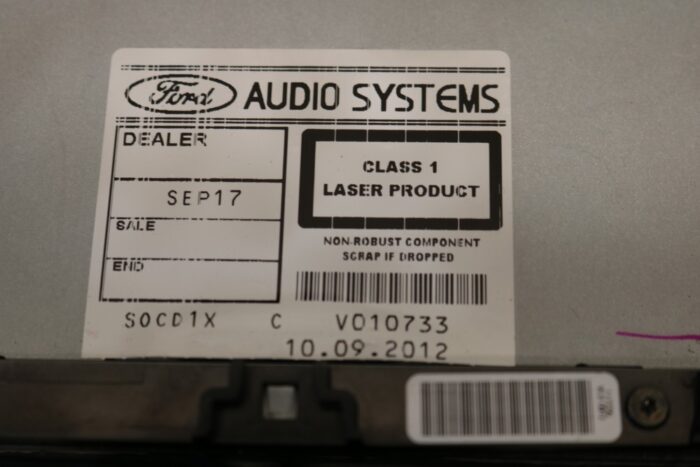 Ford AUDIO SYSTEMS
DEALER
SEP17
SALE
END
CLASS 1
LASER PRODUCT
NON-ROBUST COMPONENT
SCRAP IF DROPPED
S0CD1X C V010733
10.09.2012